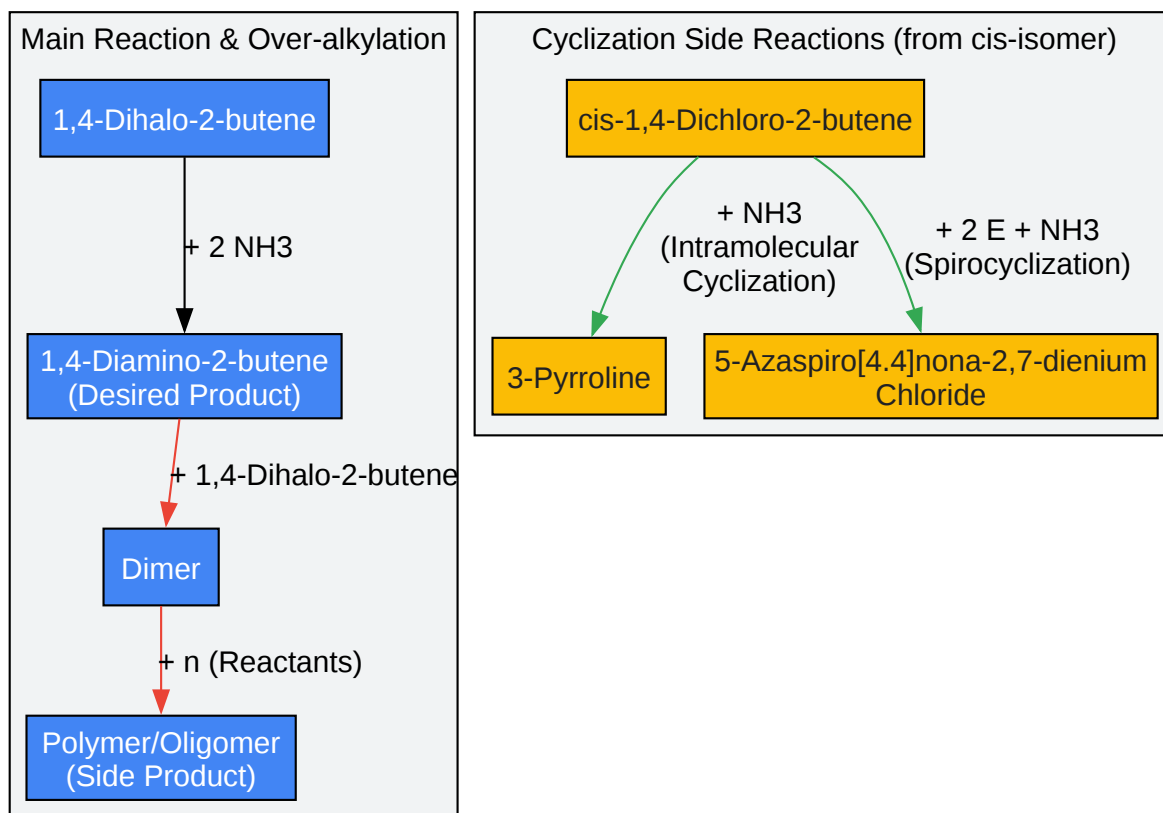 Main Reaction & Over-alkylation
1,4-Dihalo-2-butene
+ 2 NH3
1,4-Diamino-2-butene
(Desired Product)
+ 1,4-Dihalo-2-butene
Dimer
+ n (Reactants)
Polymer/Oligomer
(Side Product)
Cyclization Side Reactions (from cis-isomer)
cis-1,4-Dichloro-2-butene
+ NH3
(Intramolecular
Cyclization)
+ 2 E + NH3
(Spirocyclization)
3-Pyrroline
5-Azaspiro[4.4]nona-2,7-dienium
Chloride